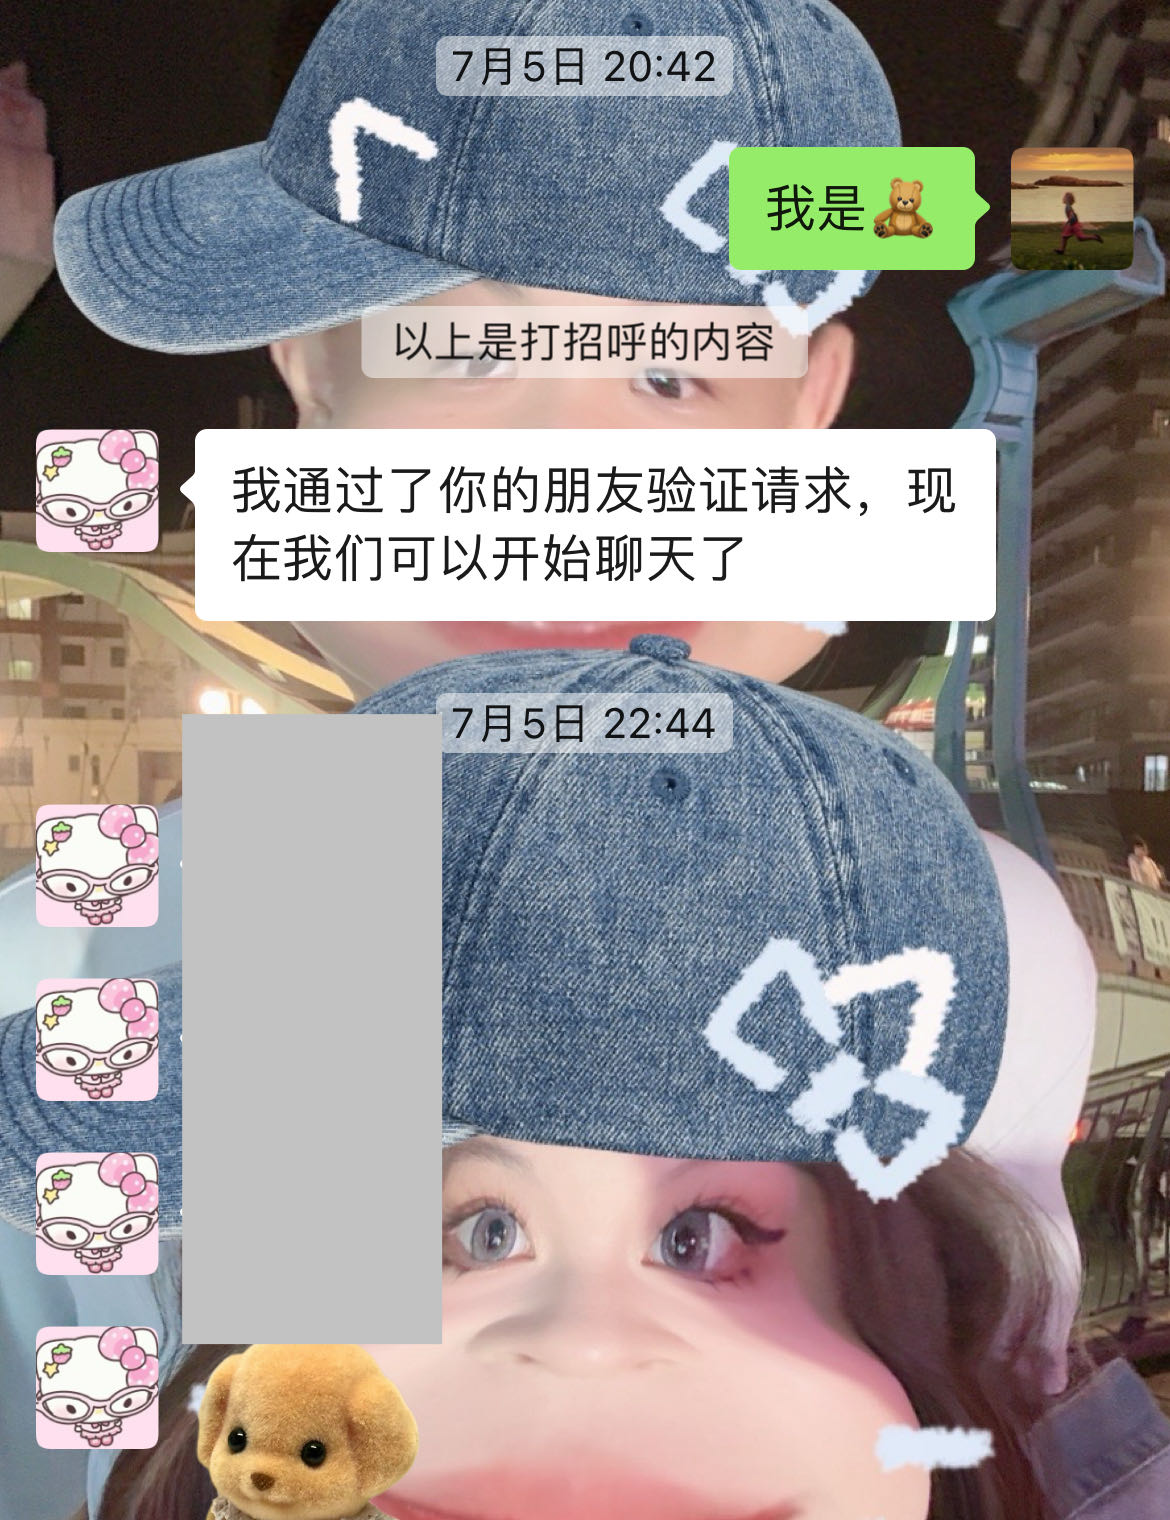 7月5日 20:42
我是🧸
以上是打招呼的内容
我通过了你的朋友验证请求，现
在我们可以开始聊天了
7月5日 22:44